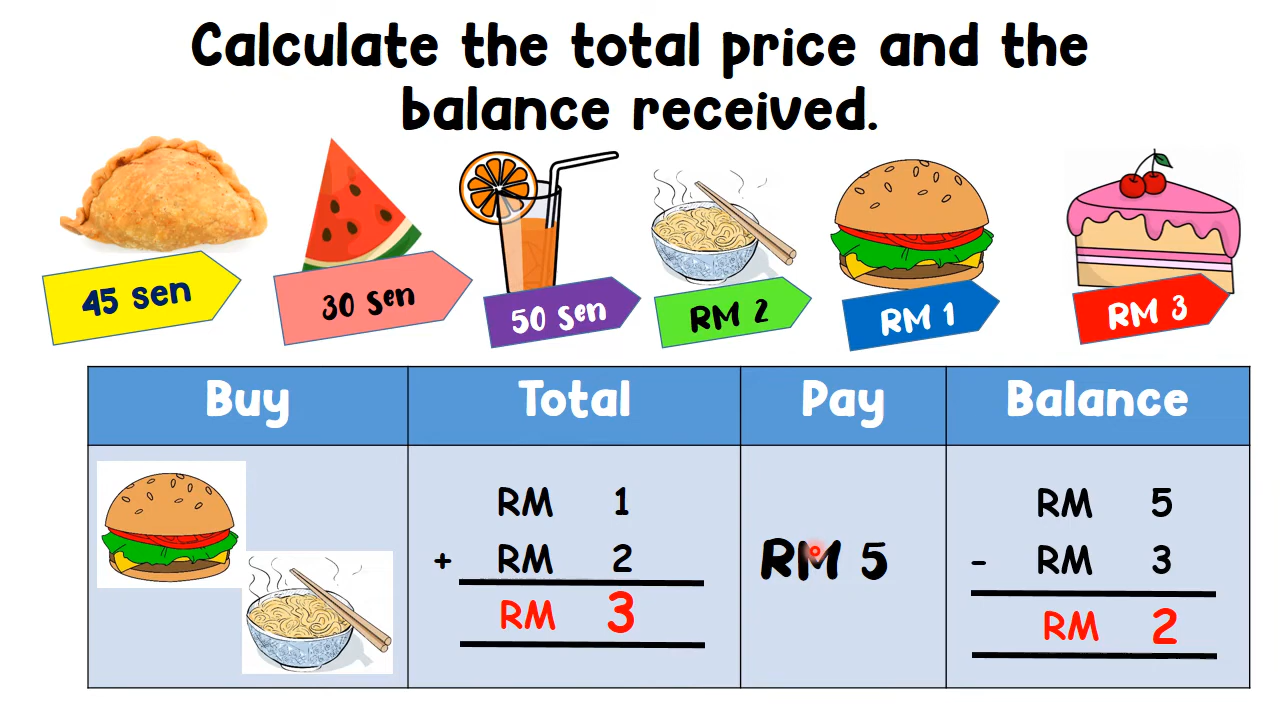 Calculate the total price and the
balance received.
45 sen
30 sen
50 sen
RM 2
RM 1
RM 3
Buy
Total
Pay
Balance
RM 1
+ RM 2
RM 3
RM 5
RM 5
- RM 3
RM 2